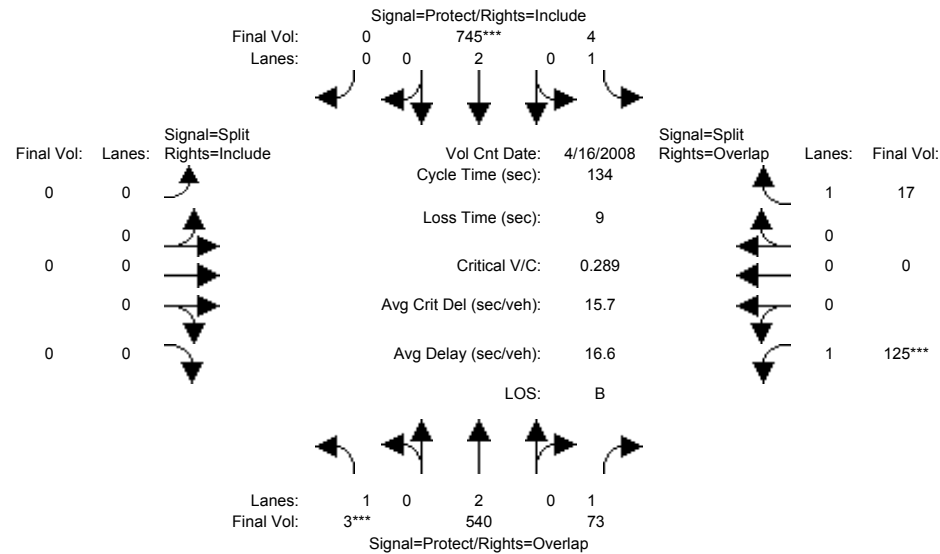 Signal=Protect/Rights=Include
Final Vol: 0 745*** 4
Lanes: 0 0 2 0 1
Signal=Split Signal=Split
Final Vol: Lanes: Rights=Include Vol Cnt Date: 4/16/2008 Rights=Overlap Lanes: Final Vol:
Cycle Time (sec): 134
0 0 1 17
Loss Time (sec): 9
0 0
0 0 Critical V/C: 0.289 0 0
0 Avg Crit Del (sec/veh): 15.7 0
0 0 Avg Delay (sec/veh): 16.6 1 125***
LOS: B
Lanes: 1 0 2 0 1
Final Vol: 3*** 540 73
Signal=Protect/Rights=Overlap